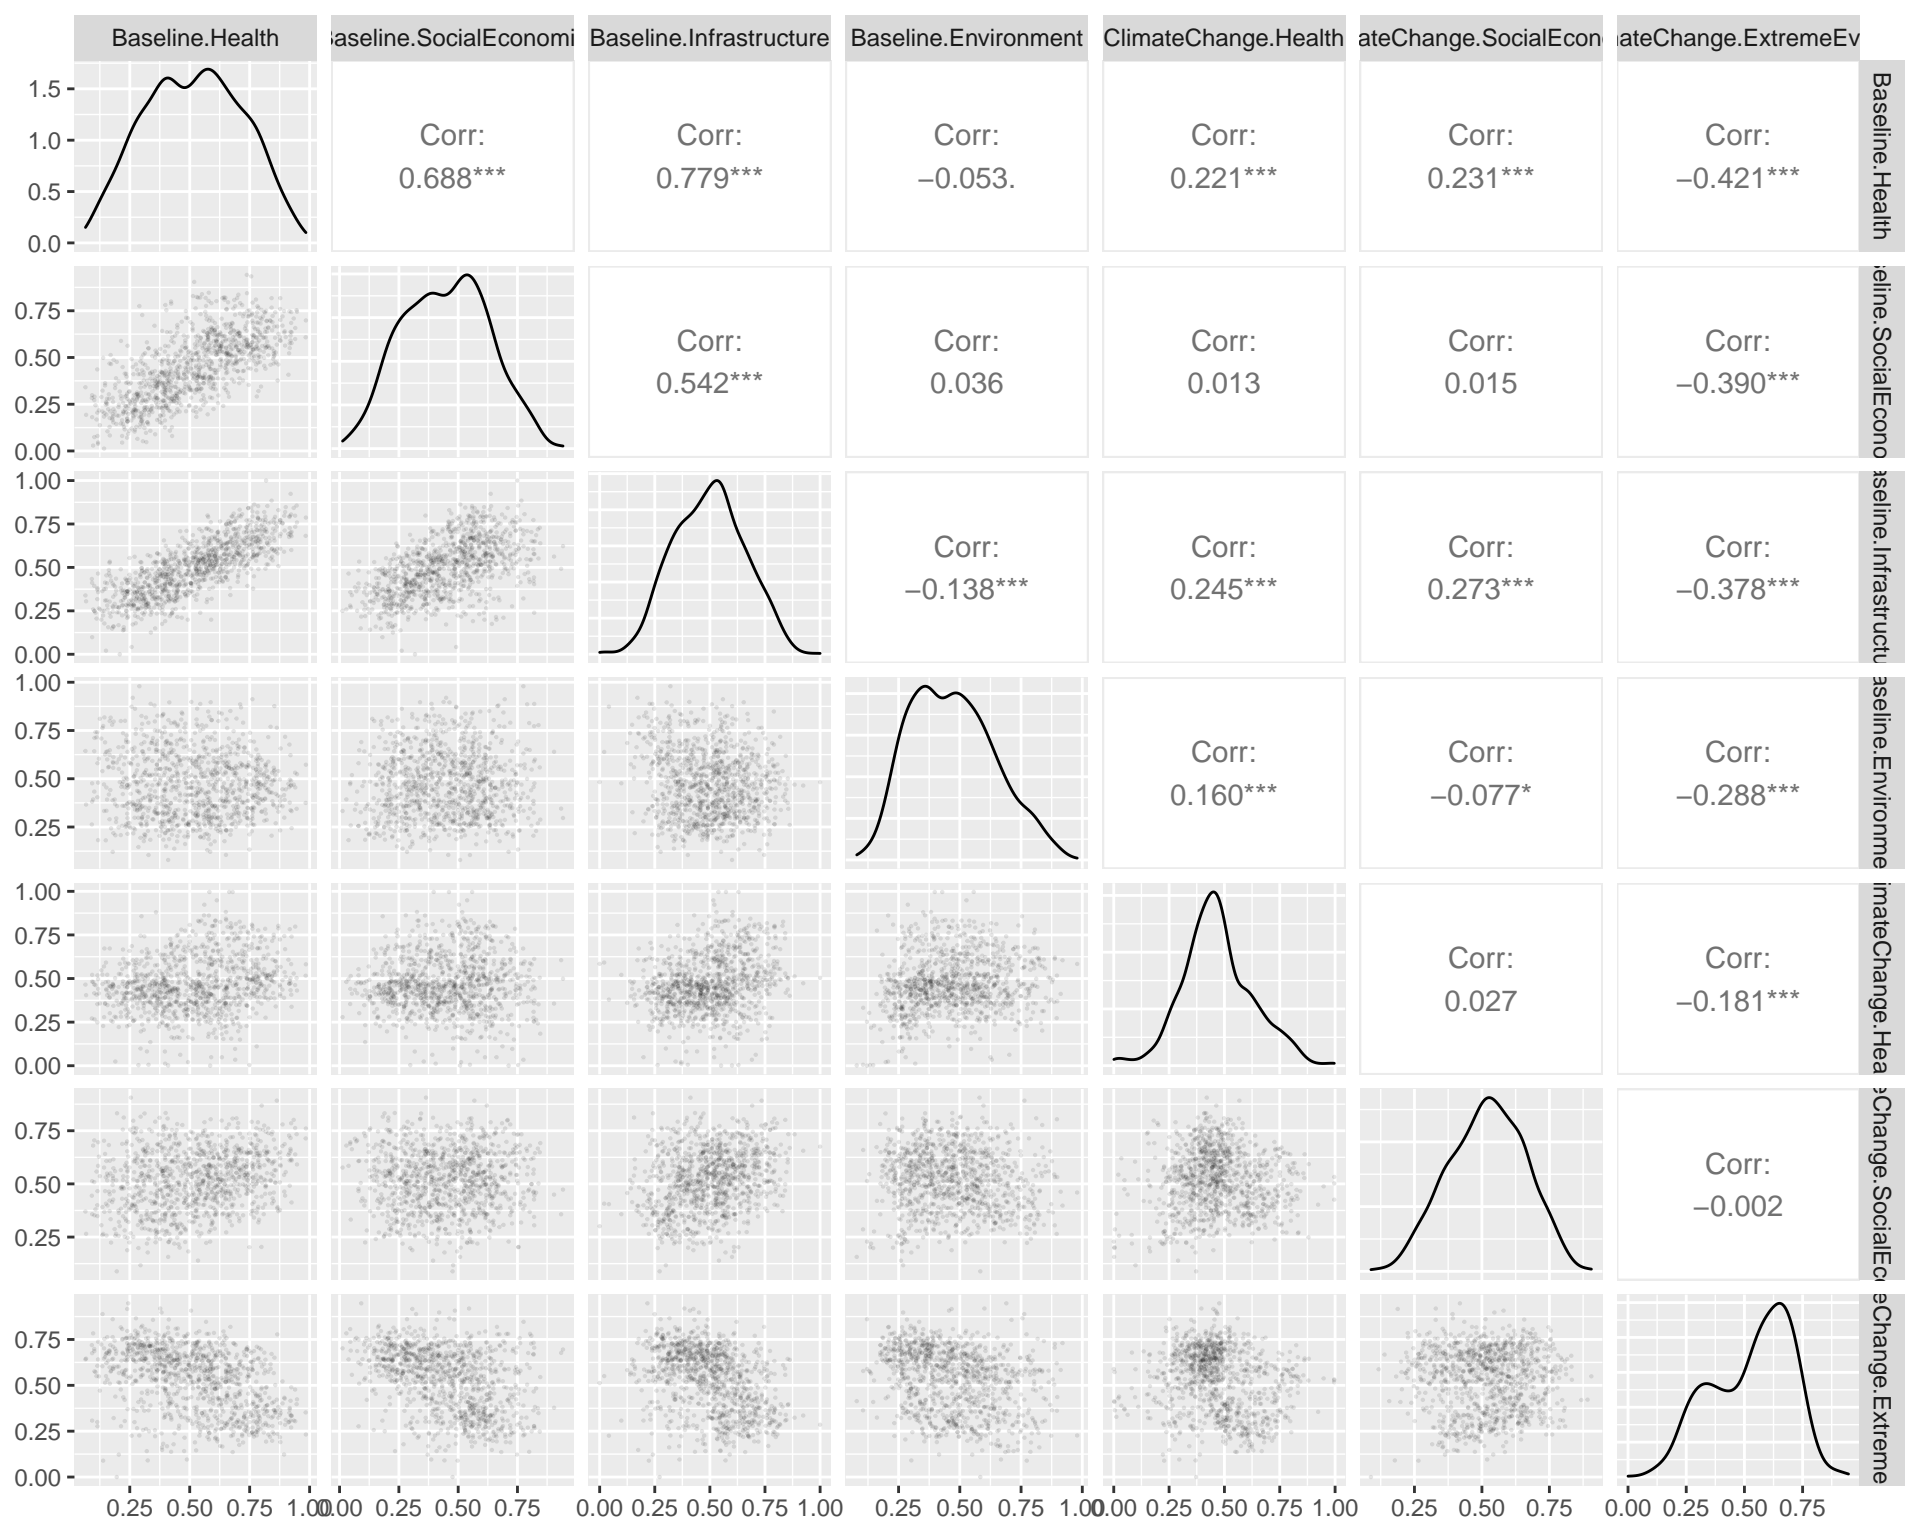 Baseline.Health
Baseline.SocialEconomi
Baseline.Infrastructure
Baseline.Environment
ClimateChange.Health
ateChange.SocialEcon
ateChange.ExtremeEv
1.5
1.0
0.5
0.0
Corr:
0.688***
Corr:
0.779***
Corr:
−0.053.
Corr:
0.221***
Corr:
0.231***
Corr:
−0.421***
Baseline.Health
0.75
0.50
0.25
0.00
Corr:
0.542***
Corr:
0.036
Corr:
0.013
Corr:
0.015
Corr:
−0.390***
eline.SocialEcono
1.00
0.75
0.50
0.25
0.00
Corr:
−0.138***
Corr:
0.245***
Corr:
0.273***
Corr:
−0.378***
aseline.Infrastructu
1.00
0.75
0.50
0.25
Corr:
0.160***
Corr:
−0.077*
Corr:
−0.288***
aseline.Environme
1.00
0.75
0.50
0.25
0.00
Corr:
0.027
Corr:
−0.181***
imateChange.Hea
0.75
0.50
0.25
Corr:
−0.002
eChange.SocialEco
0.75
0.50
0.25
0.00
eChange.Extreme
0.25 0.50 0.75 1.00
0.00 0.25 0.50 0.75
0.00 0.25 0.50 0.75 1.00
0.25 0.50 0.75 1.00
0.00 0.25 0.50 0.75 1.00
0.25 0.50 0.75
0.00 0.25 0.50 0.75